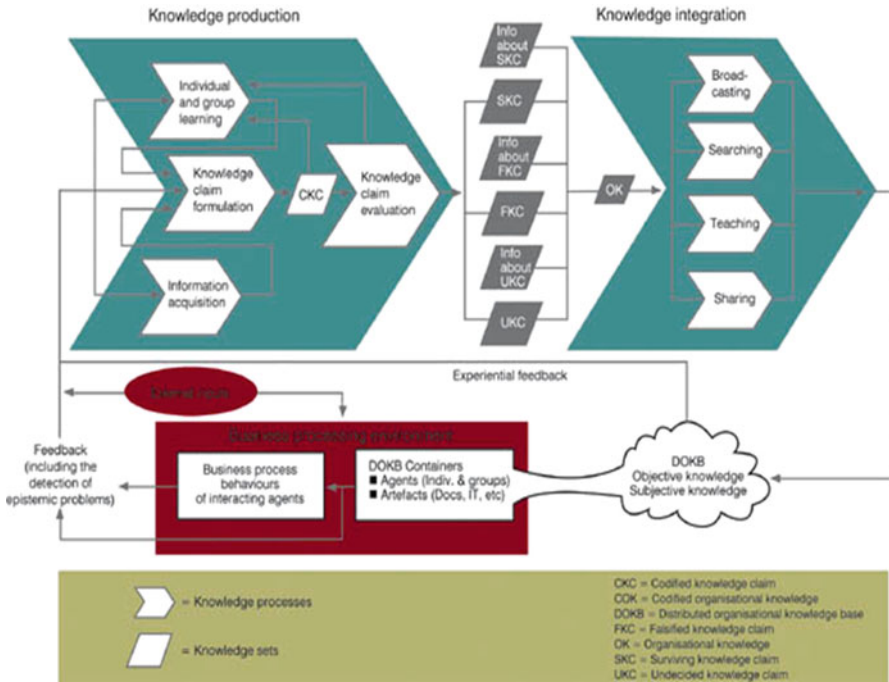 Knowledge production
Knowledge integration
Individual
and group
learning
Knowledge
claim
formulation
CKC
Knowledge
claim
evaluation
Information
acquisition
Info
about
SKC
SKC
Info
about
FKC
FKC
Info
about
UKC
UKC
OK
Broad-
casting
Searching
Teaching
Sharing
Experiential feedback
External inputs
Business processing environment
Feedback
(including the
detection of
epistemic problems)
Business process
behaviours
of interacting agents
DOKB Containers
■ Agents (Indiv. & groups)
■ Artefacts (Docs, IT, etc)
DOKB
Objective knowledge
Subjective knowledge
= Knowledge processes
= Knowledge sets
CKC = Codified knowledge claim
COK = Codified organisational knowledge
DOKB = Distributed organisational knowledge base
FKC = Falsified knowledge claim
OK = Organisational knowledge
SKC = Surviving knowledge claim
UKC = Undecided knowledge claim